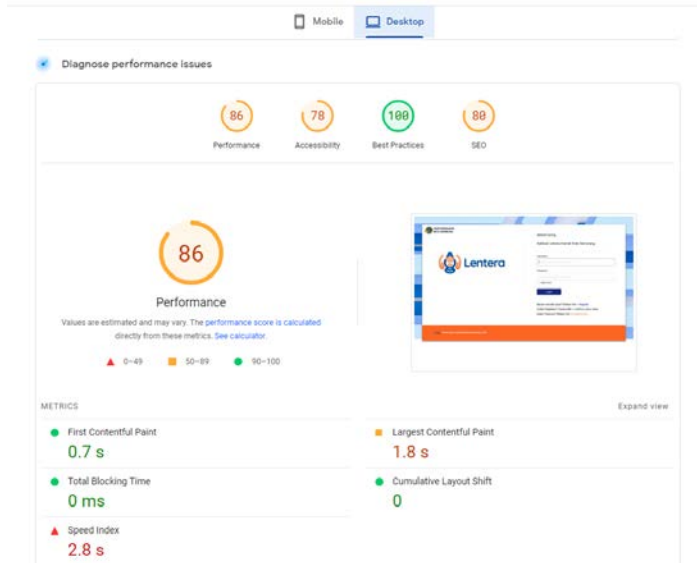 Mobile Desktop
Diagnose performance issues
86 78 100 80
Performance Accessibility Best Practices SEO
86
Performance
Values are estimated and may vary. The performance score is calculated
directly from these metrics. See calculator.
0–49 50–89 90–100
Lentera
METRICS Expand view
First Contentful Paint
0.7 s
Largest Contentful Paint
1.8 s
Total Blocking Time
0 ms
Cumulative Layout Shift
0
Speed Index
2.8 s